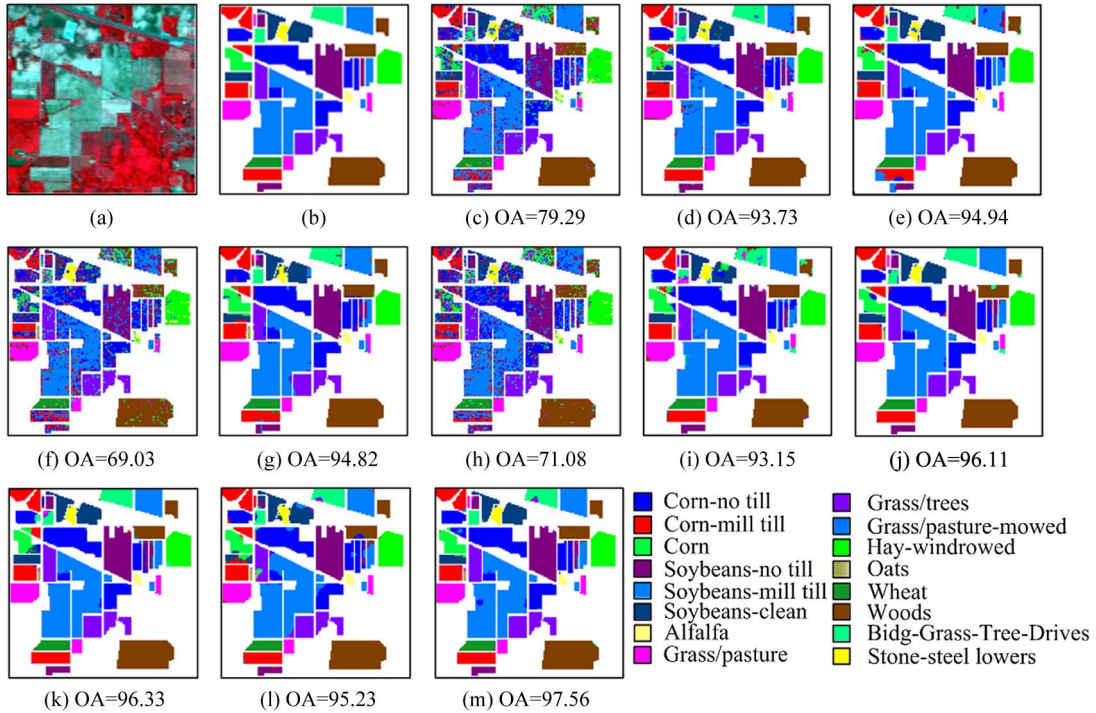 (a)
(b)
(c) OA=79.29
(d) OA=93.73
(e) OA=94.94
(f) OA=69.03
(g) OA=94.82
(h) OA=71.08
(i) OA=93.15
(j) OA=96.11
Corn-no till
Corn-mill till
Corn
Soybeans-no till
Soybeans-mill till
Soybeans-clean
Alfalfa
Grass/pasture
Grass/trees
Grass/pasture-mowed
Hay-windrowed
Oats
Wheat
Woods
Bidg-Grass-Tree-Drives
Stone-steel lowers
(k) OA=96.33
(l) OA=95.23
(m) OA=97.56